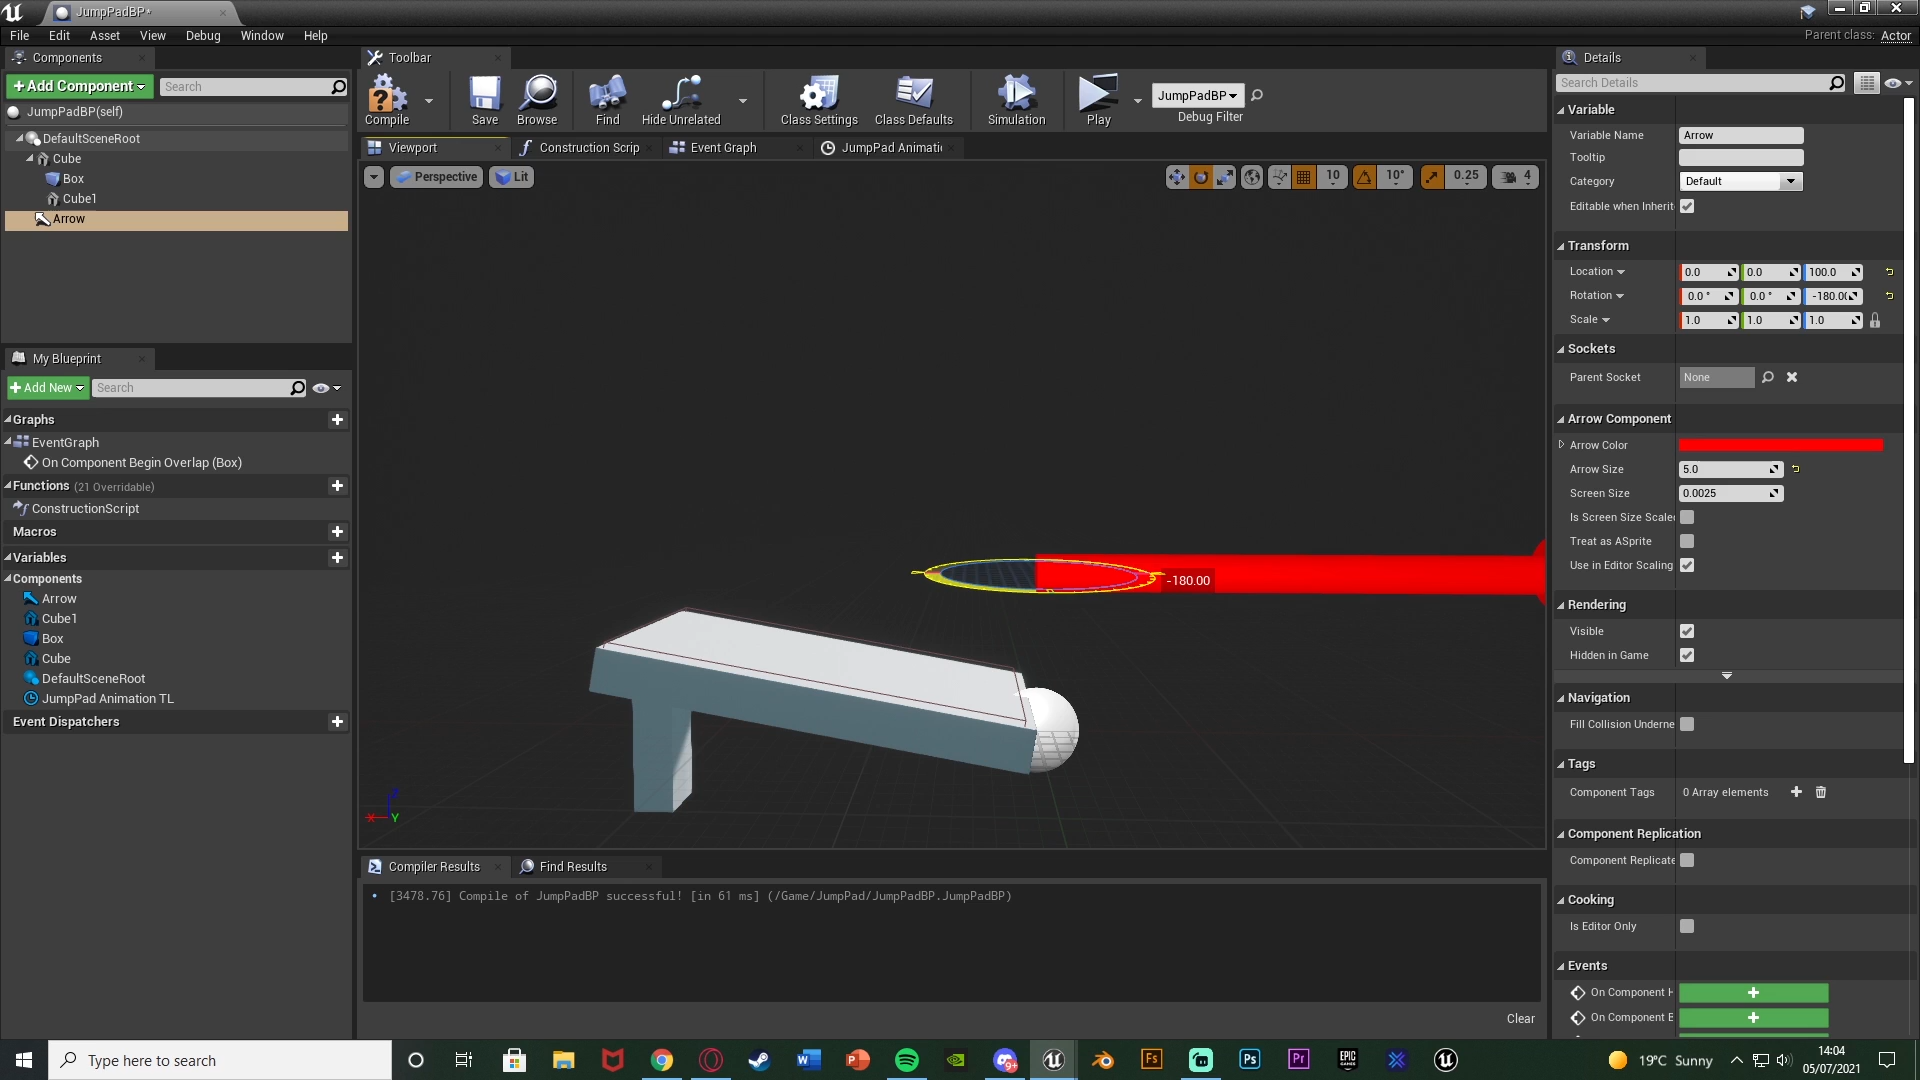 JumpPadBP*
File Edit Asset View Debug Window Help
Parent class: Actor
Components
Add Component
Search
JumpPadBP(self)
DefaultSceneRoot
Cube
Box
Cube1
Arrow
My Blueprint
Add New
Search
Graphs
EventGraph
On Component Begin Overlap (Box)
Functions (21 Overridable)
ConstructionScript
Macros
Variables
Components
Arrow
Cube1
Box
Cube
DefaultSceneRoot
JumpPad Animation TL
Event Dispatchers
Toolbar
Compile
Save
Browse
Find
Hide Unrelated
Class Settings
Class Defaults
Simulation
Play
JumpPadBP
Debug Filter
Viewport
Construction Scrip
Event Graph
JumpPad Animati
Perspective
Lit
10
10°
0.25
4
-180.00
X Y Z
Compiler Results
Find Results
[3478.76] Compile of JumpPadBP successful! [in 61 ms] (/Game/JumpPad/JumpPadBP.JumpPadBP)
Clear
Details
Search Details
Variable
Variable Name Arrow
Tooltip
Category Default
Editable when Inherit
Transform
Location 0.0 0.0 100.0
Rotation 0.0 ° 0.0 ° -180.0(
Scale 1.0 1.0 1.0
Sockets
Parent Socket None
Arrow Component
Arrow Color
Arrow Size 5.0
Screen Size 0.0025
Is Screen Size Scaled
Treat as ASprite
Use in Editor Scaling
Rendering
Visible
Hidden in Game
Navigation
Fill Collision Underne
Tags
Component Tags 0 Array elements
Component Replication
Component Replicate
Cooking
Is Editor Only
Events
On Component H
On Component B
Type here to search
9+
Fs
Ps
Pr
EPIC GAMES
19°C Sunny
14:04
05/07/2021